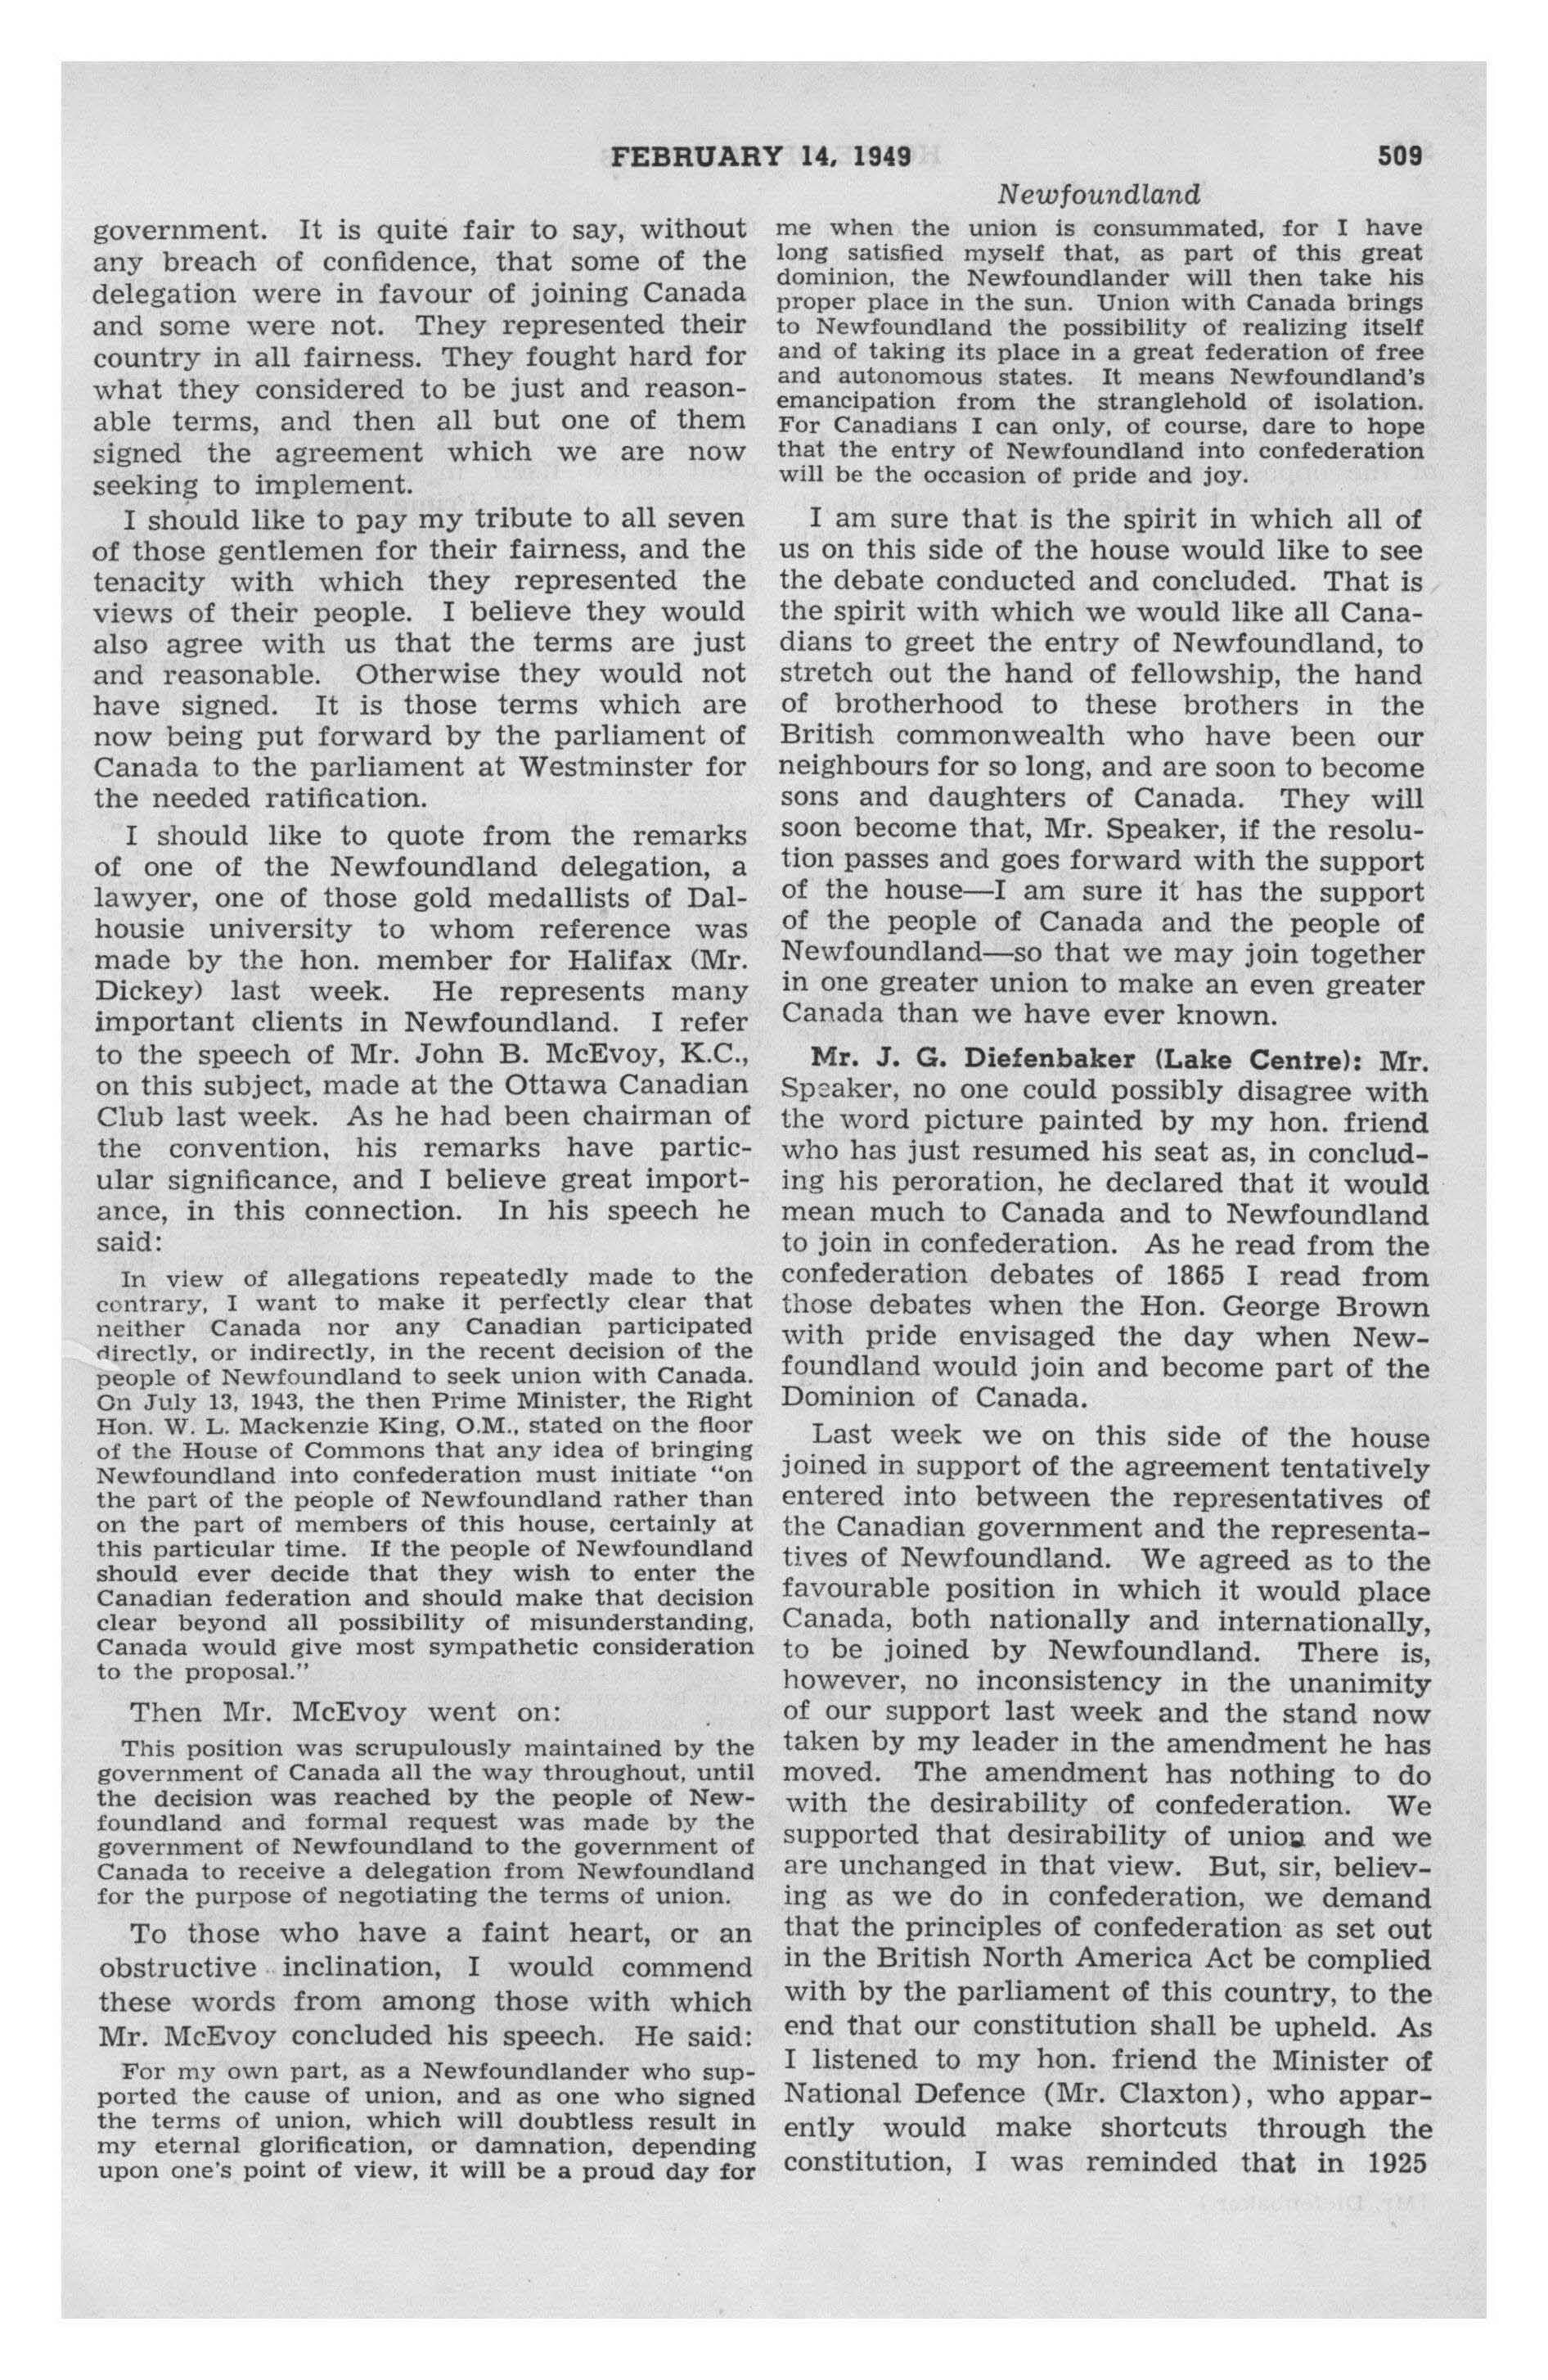 FEBRUARY 14, 1949 509
Newfoundland
government. It is quite fair to say, without
any breach of confidence, that some of the
delegation were in favour of joining Canada
and some were not. They represented their
country in all fairness. They fought hard for
what they considered to be just and reason-
able terms, and then all but one of them
signed the agreement which we are now
seeking to implement.
I should like to pay my tribute to all seven
of those gentlemen for their fairness, and the
tenacity with which they represented the
views of their people. I believe they would
also agree with us that the terms are just
and reasonable. Otherwise they would not
have signed. It is those terms which are
now being put forward by the parliament of
Canada to the parliament at Westminster for
the needed ratification.
I should like to quote from the remarks
of one of the Newfoundland delegation, a
lawyer, one of those gold medallists of Dal-
housie university to whom reference was
made by the hon. member for Halifax (Mr.
Dickey) last week. He represents many
important clients in Newfoundland. I refer
to the speech of Mr. John B. McEvoy, K.C.,
on this subject, made at the Ottawa Canadian
Club last week. As he had been chairman of
the convention, his remarks have partic-
ular significance, and I believe great import-
ance, in this connection. In his speech he
said:
In view of allegations repeatedly made to the
contrary, I want to make it perfectly clear that
neither Canada nor any Canadian participated
directly, or indirectly, in the recent decision of the
people of Newfoundland to seek union with Canada.
On July 13, 1943, the then Prime Minister, the Right
Hon. W. L. Mackenzie King, O.M., stated on the floor
of the House of Commons that any idea of bringing
Newfoundland into confederation must initiate "on
the part of the people of Newfoundland rather than
on the part of members of this house, certainly at
this particular time. If the people of Newfoundland
should ever decide that they wish to enter the
Canadian federation and should make that decision
clear beyond all possibility of misunderstanding,
Canada would give most sympathetic consideration
to the proposal."
Then Mr. McEvoy went on:
This position was scrupulously maintained by the
government of Canada all the way throughout, until
the decision was reached by the people of New-
foundland and formal request was made by the
government of Newfoundland to the government of
Canada to receive a delegation from Newfoundland
for the purpose of negotiating the terms of union.
To those who have a faint heart, or an
obstructive inclination, I would commend
these words from among those with which
Mr. McEvoy concluded his speech. He said:
For my own part, as a Newfoundlander who sup-
ported the cause of union, and as one who signed
the terms of union, which will doubtless result in
my eternal glorification, or damnation, depending
upon one's point of view, it will be a proud day for
me when the union is consummated, for I have
long satisfied myself that, as part of this great
dominion, the Newfoundlander will then take his
proper place in the sun. Union with Canada brings
to Newfoundland the possibility of realizing itself
and of taking its place in a great federation of free
and autonomous states. It means Newfoundland's
emancipation from the stranglehold of isolation.
For Canadians I can only, of course, dare to hope
that the entry of Newfoundland into confederation
will be the occasion of pride and joy.
I am sure that is the spirit in which all of
us on this side of the house would like to see
the debate conducted and concluded. That is
the spirit with which we would like all Cana-
dians to greet the entry of Newfoundland, to
stretch out the hand of fellowship, the hand
of brotherhood to these brothers in the
British commonwealth who have been our
neighbours for so long, and are soon to become
sons and daughters of Canada. They will
soon become that, Mr. Speaker, if the resolu-
tion passes and goes forward with the support
of the house—I am sure it has the support
of the people of Canada and the people of
Newfoundland—so that we may join together
in one greater union to make an even greater
Canada than we have ever known.
Mr. J. G. Diefenbaker (Lake Centre): Mr.
Speaker, no one could possibly disagree with
the word picture painted by my hon. friend
who has just resumed his seat as, in conclud-
ing his peroration, he declared that it would
mean much to Canada and to Newfoundland
to join in confederation. As he read from the
confederation debates of 1865 I read from
those debates when the Hon. George Brown
with pride envisaged the day when New-
foundland would join and become part of the
Dominion of Canada.
Last week we on this side of the house
joined in support of the agreement tentatively
entered into between the representatives of
the Canadian government and the representa-
tives of Newfoundland. We agreed as to the
favourable position in which it would place
Canada, both nationally and internationally,
to be joined by Newfoundland. There is,
however, no inconsistency in the unanimity
of our support last week and the stand now
taken by my leader in the amendment he has
moved. The amendment has nothing to do
with the desirability of confederation. We
supported that desirability of union and we
are unchanged in that view. But, sir, believ-
ing as we do in confederation, we demand
that the principles of confederation as set out
in the British North America Act be complied
with by the parliament of this country, to the
end that our constitution shall be upheld. As
I listened to my hon. friend the Minister of
National Defence (Mr. Claxton), who appar-
ently would make shortcuts through the
constitution, I was reminded that in 1925